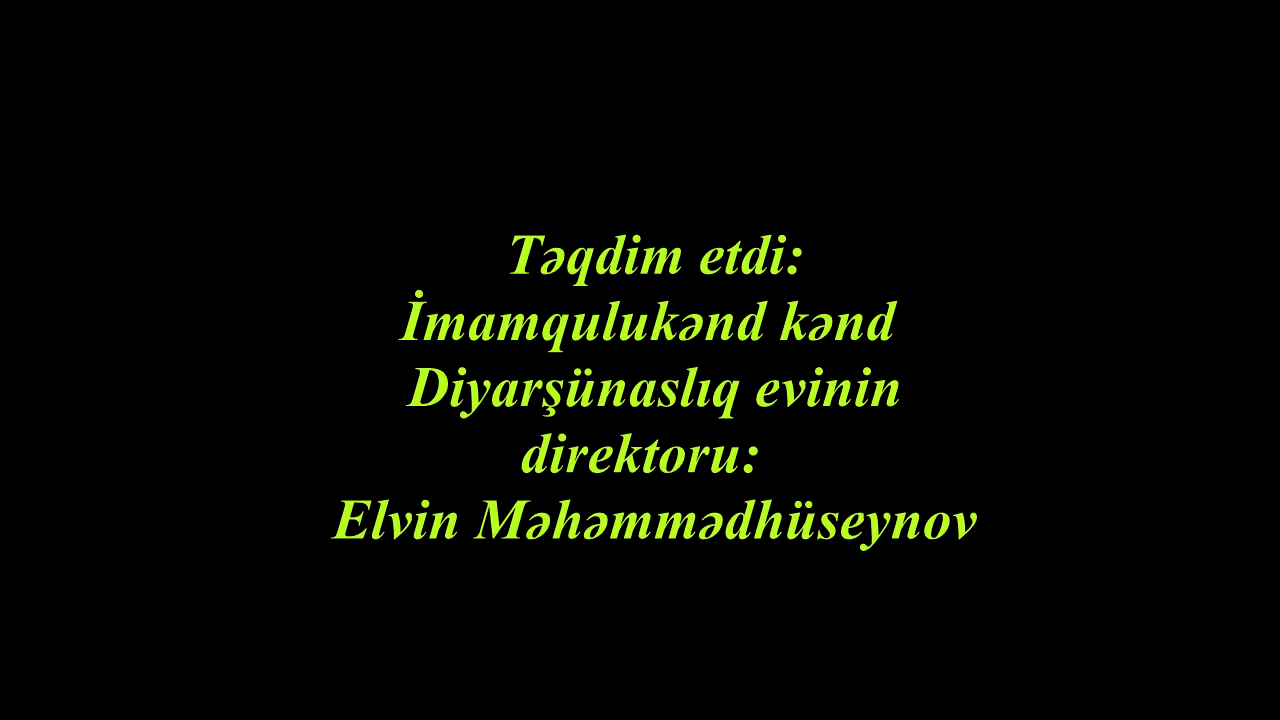 Təqdim etdi:
İmamqulukənd kənd
Diyarşünaslıq evinin
direktoru:
Elvin Məhəmmədhüseynov